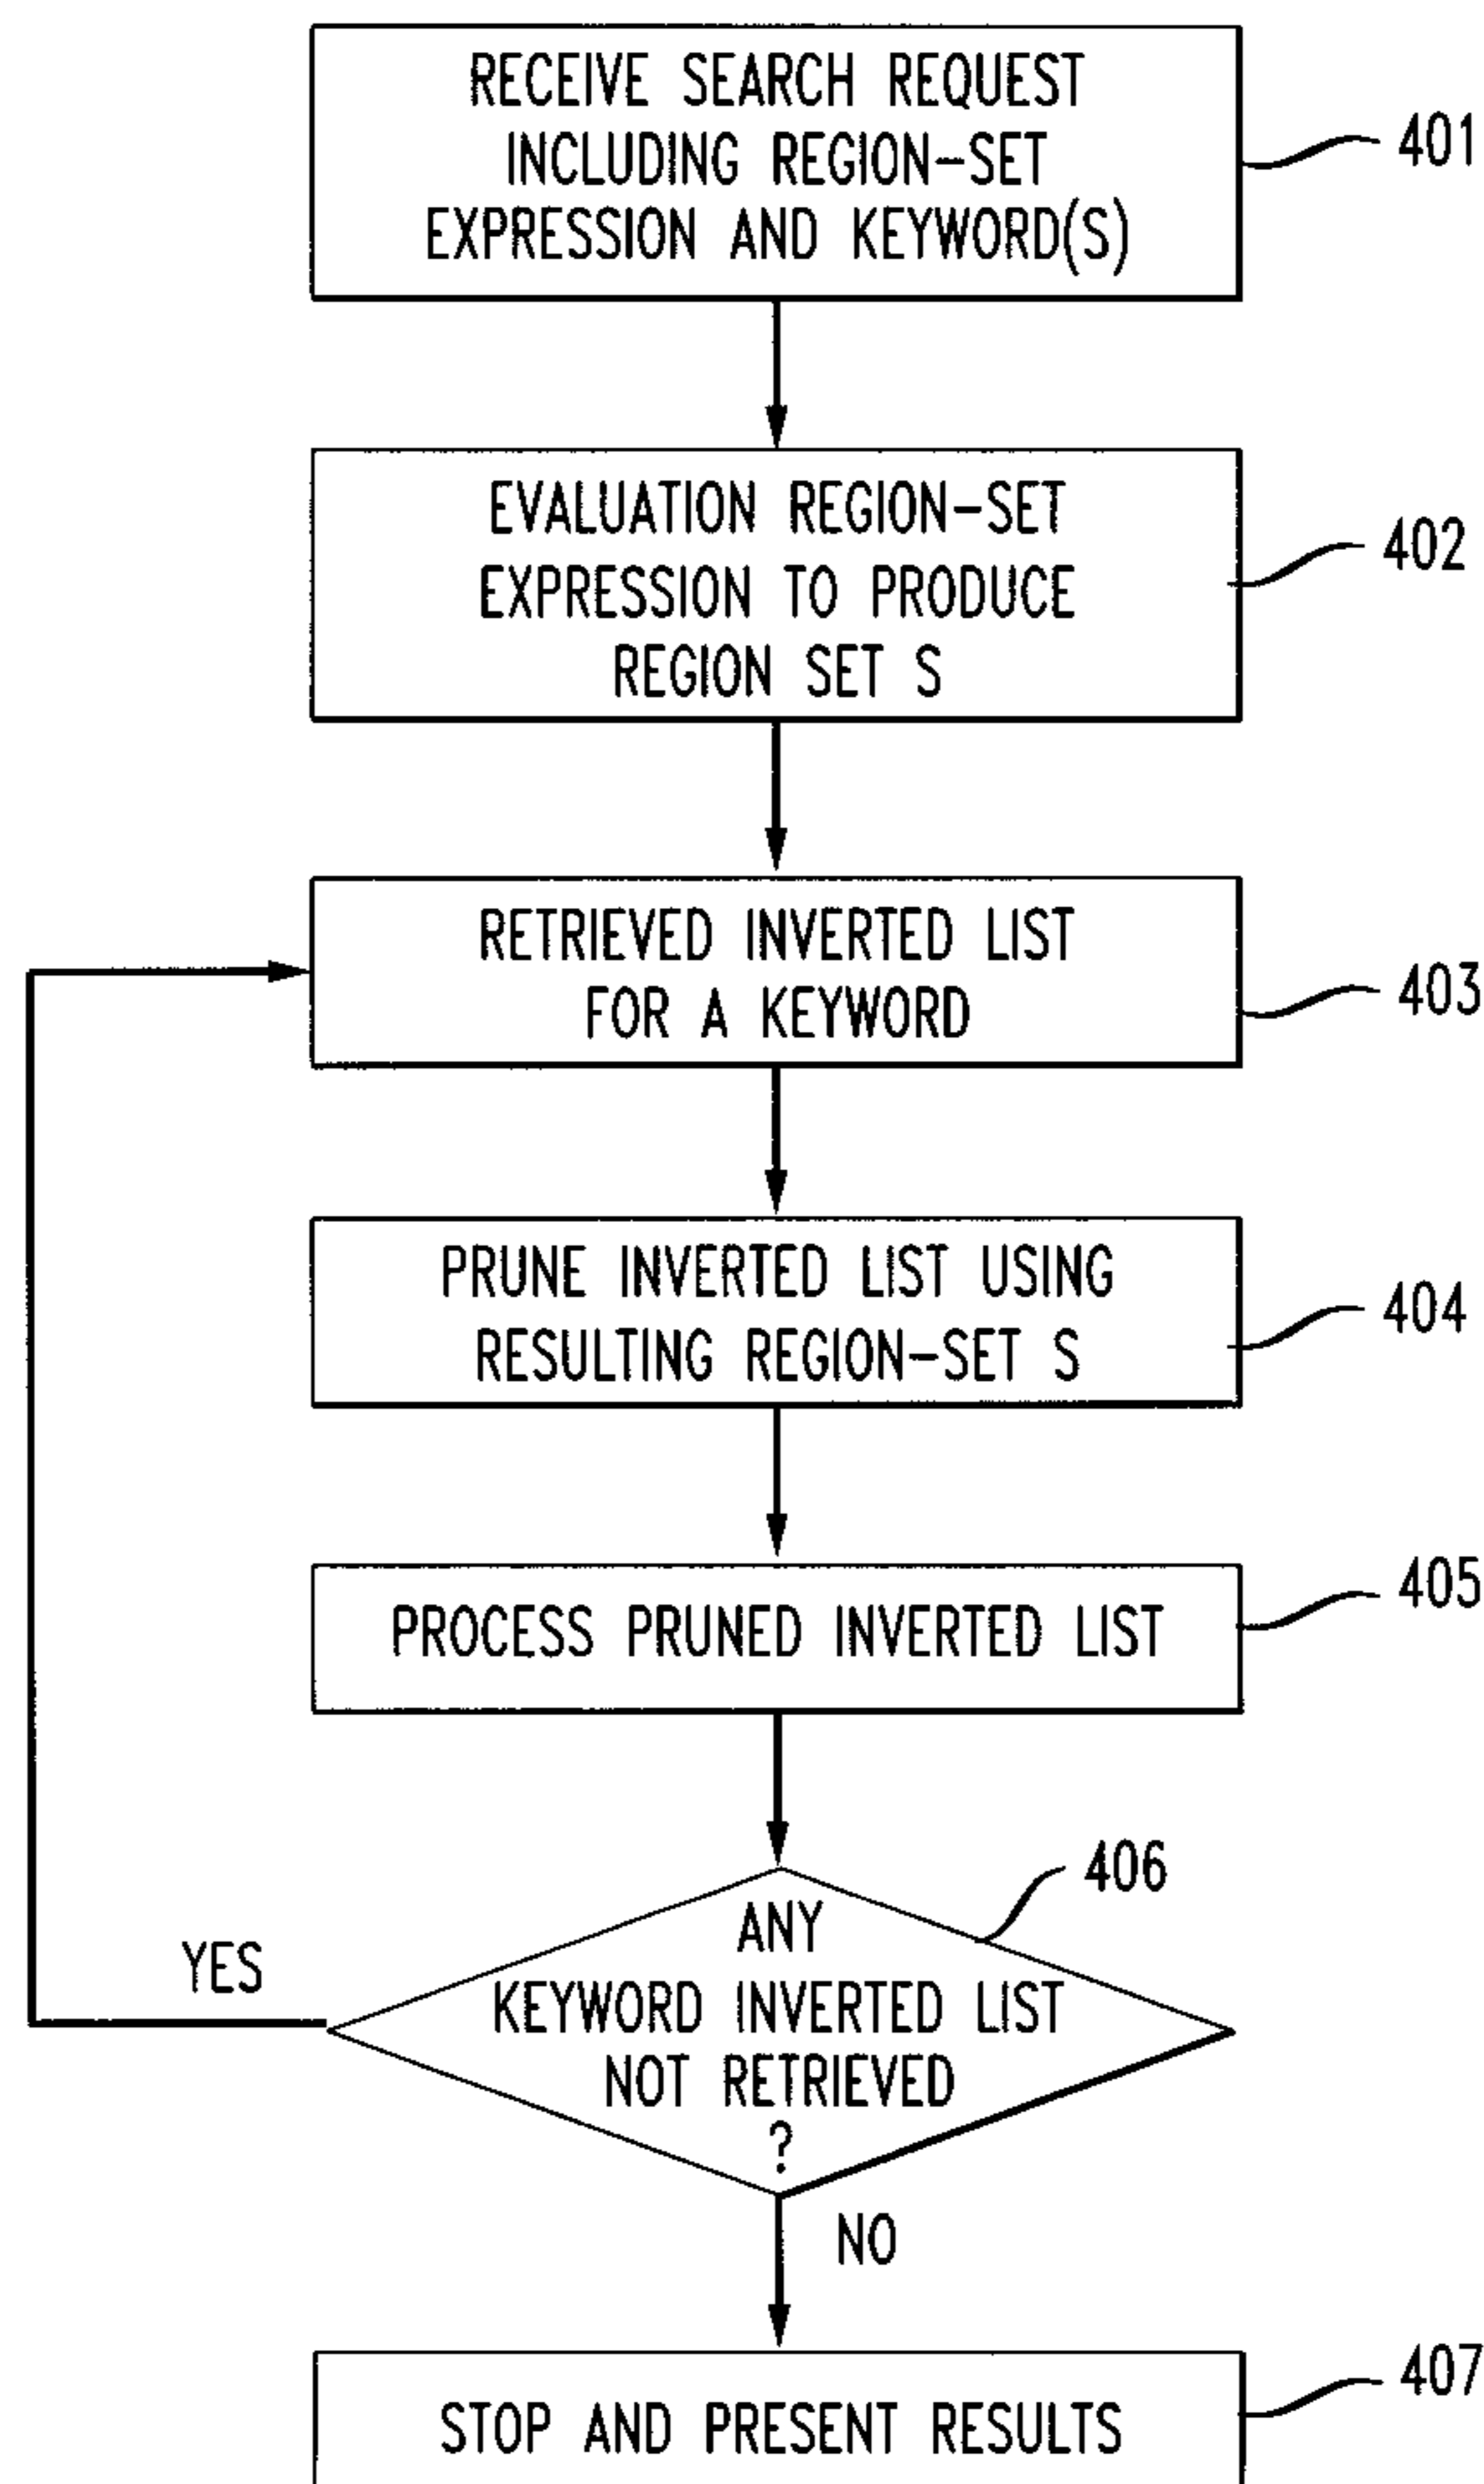 RECEIVE SEARCH REQUEST
INCLUDING REGION-SET
EXPRESSION AND KEYWORD(S)
401
EVALUATION REGION-SET
EXPRESSION TO PRODUCE
REGION SET S
402
RETRIEVED INVERTED LIST
FOR A KEYWORD
403
PRUNE INVERTED LIST USING
RESULTING REGION-SET S
404
PROCESS PRUNED INVERTED LIST
405
406
ANY
KEYWORD INVERTED LIST
NOT RETRIEVED
?
YES
NO
STOP AND PRESENT RESULTS
407